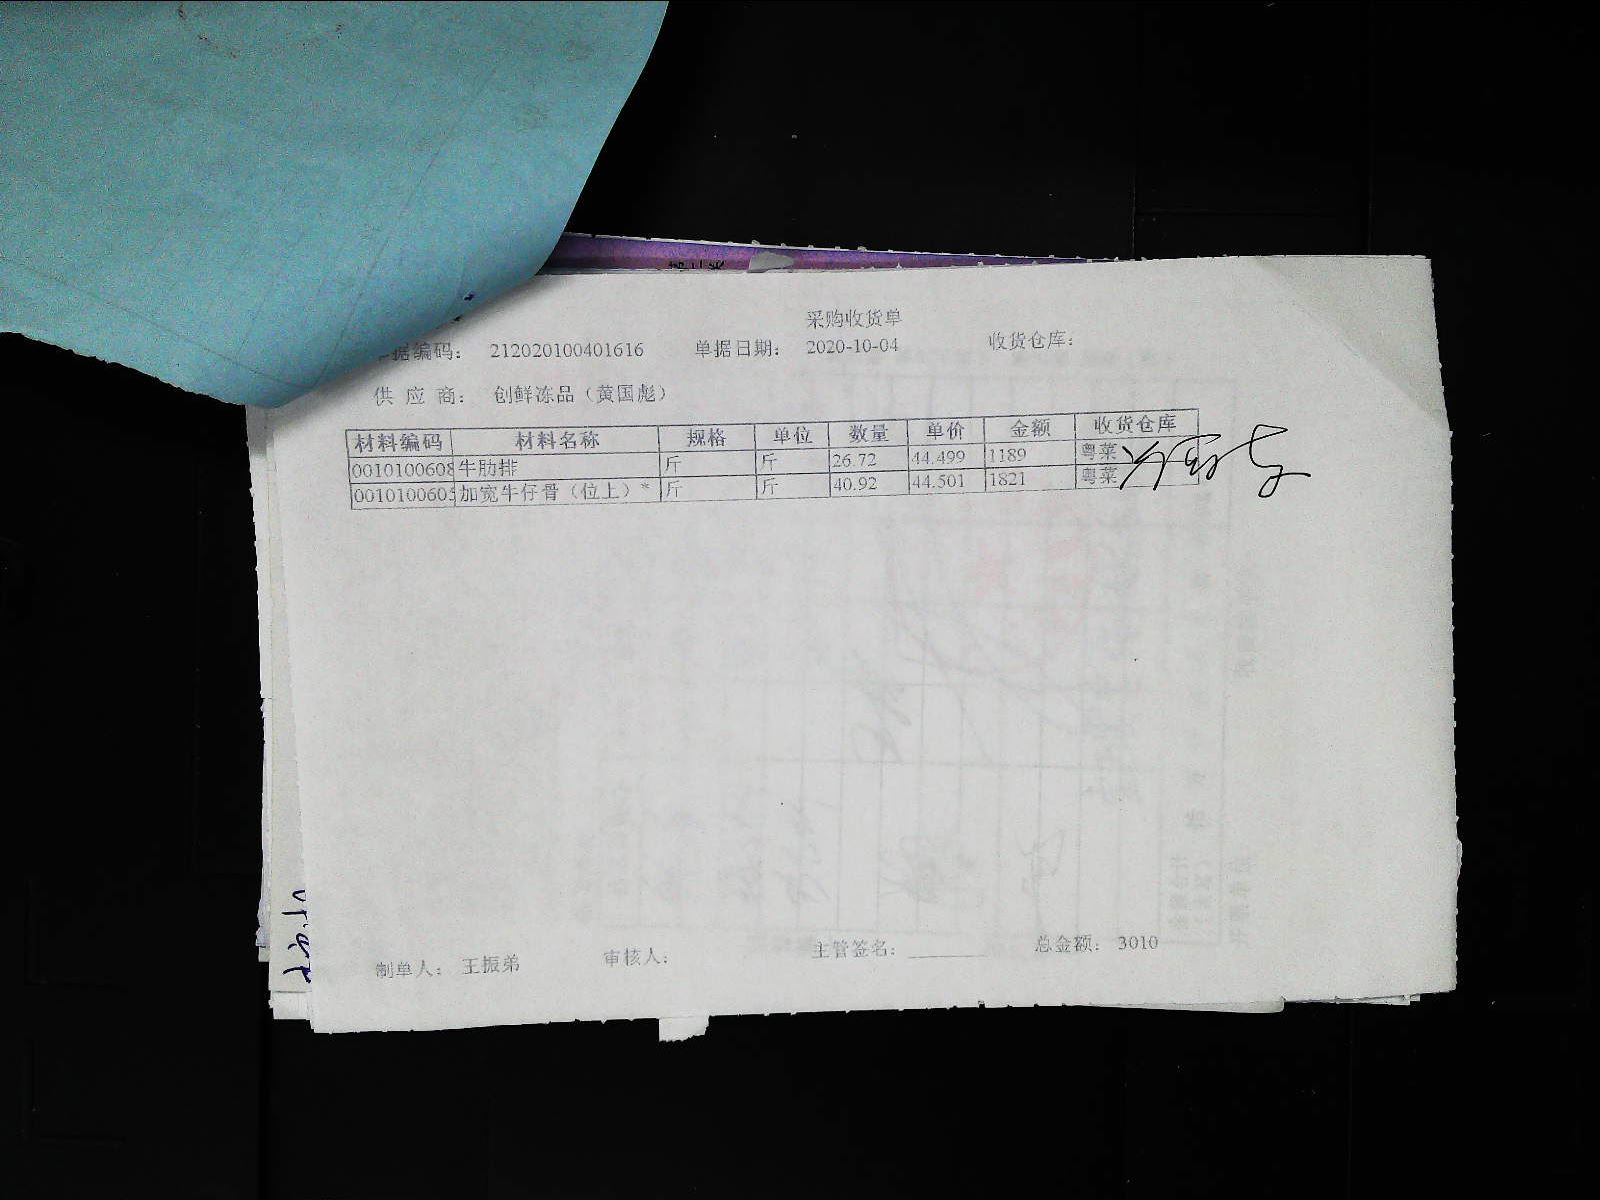 采购收货单
单据编码： 212020100401616 单据日期： 2020-10-04 收货仓库：
供 应 商： 创鲜冻品（黄国彪）
材料编码 材料名称 规格 单位 数量 单价 金额 收货仓库
0010100608 牛肋排 斤 斤 26.72 44.499 1189 粤菜
0010100605 加宽牛仔骨（位上）* 斤 斤 40.92 44.501 1821 粤菜
制单人： 王振弟 审核人： 主管签名： 总金额： 3010